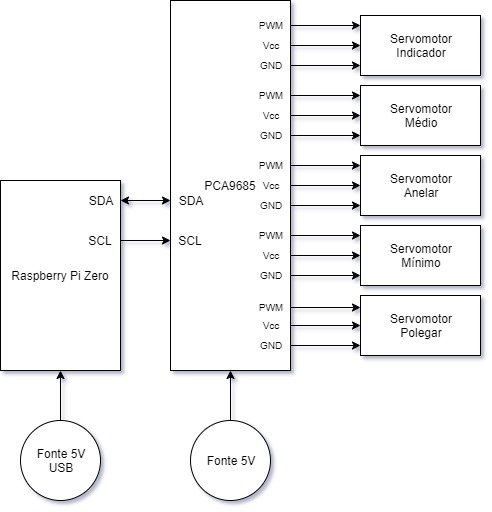 PWM
Vcc
GND
Servomotor
Indicador
PWM
Vcc
GND
Servomotor
Médio
PWM
Vcc
GND
Servomotor
Anelar
PCA9685
SDA
SDA
SCL
SCL
Raspberry Pi Zero
PWM
Vcc
GND
Servomotor
Mínimo
PWM
Vcc
GND
Servomotor
Polegar
Fonte 5V
USB
Fonte 5V